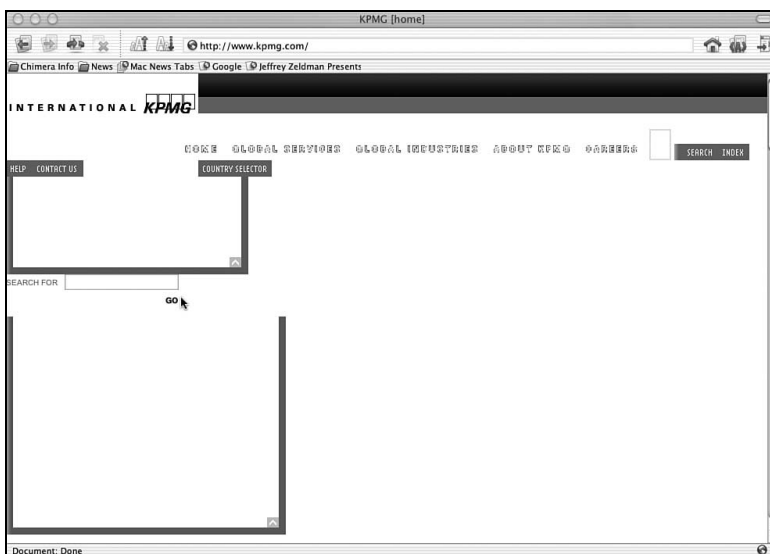 KPMG [home]
http://www.kpmg.com/
Chimera Info News Mac News Tabs Google Jeffrey Zeldman Presents
INTERNATIONAL KPMG
HOME GLOBAL SERVICES GLOBAL INDUSTRIES ABOUT KPMG CAREERS
SEARCH INDEX
HELP CONTACT US COUNTRY SELECTOR
SEARCH FOR
GO
Document: Done